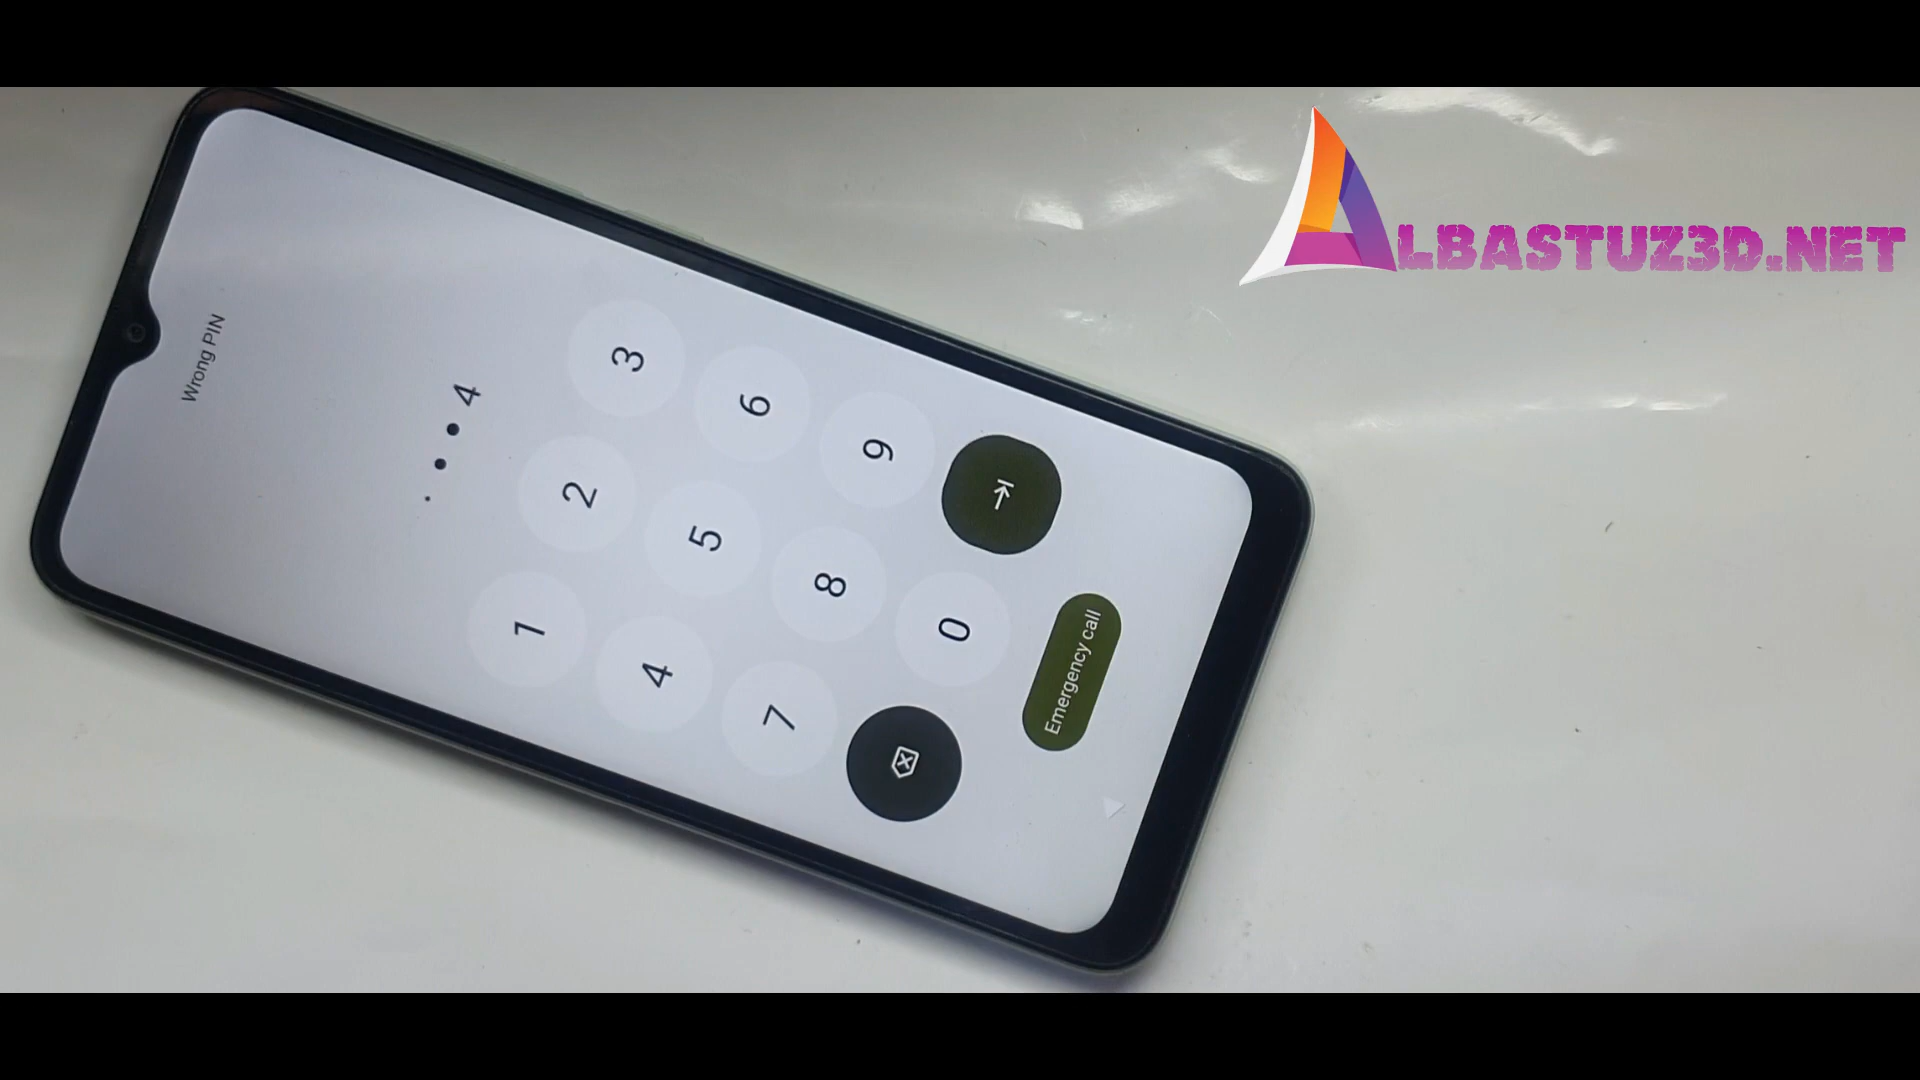 ALBASTUZ3D.NET
Wrong PIN
4
1 2 3
4 5 6
7 8 9
0
Emergency call